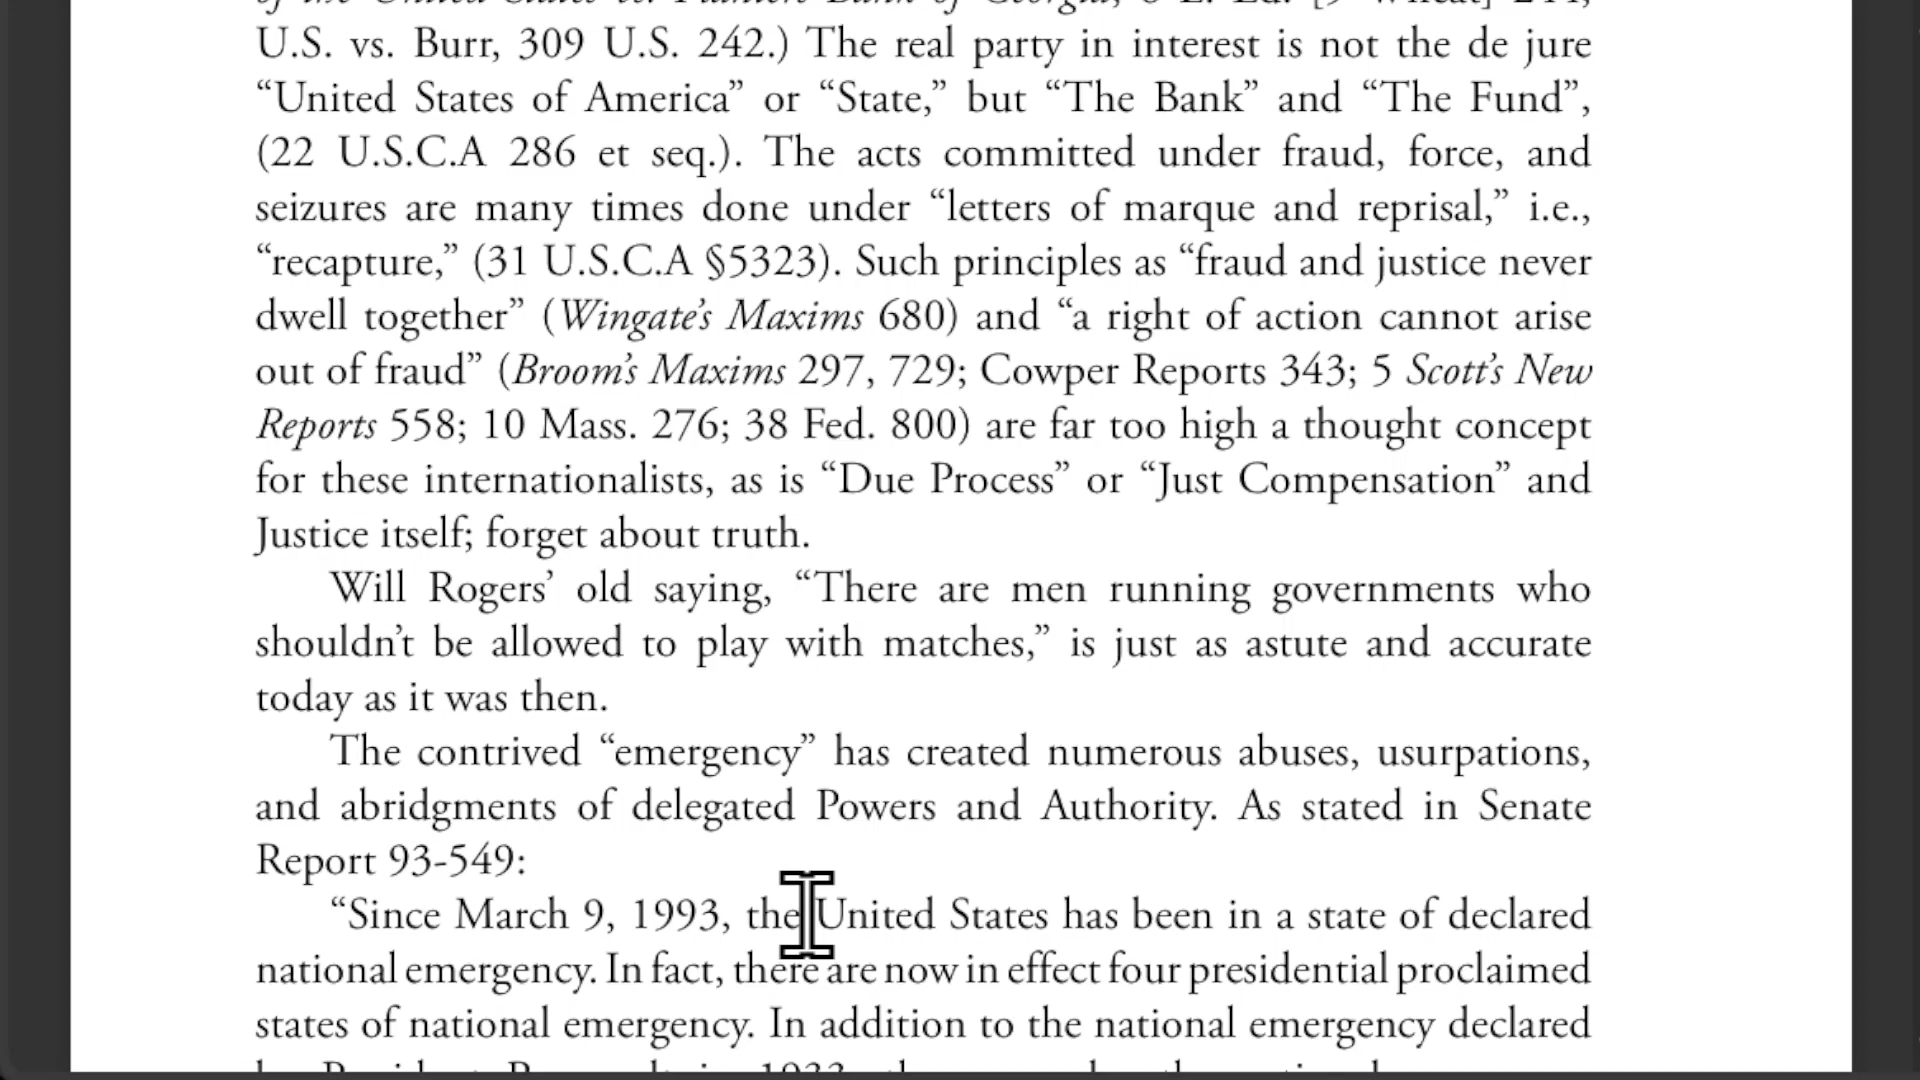 U.S. vs. Burr, 309 U.S. 242.) The real party in interest is not the de jure
“United States of America” or “State,” but “The Bank” and “The Fund”,
(22 U.S.C.A 286 et seq.). The acts committed under fraud, force, and
seizures are many times done under “letters of marque and reprisal,” i.e.,
“recapture,” (31 U.S.C.A §5323). Such principles as “fraud and justice never
dwell together” (Wingate’s Maxims 680) and “a right of action cannot arise
out of fraud” (Broom’s Maxims 297, 729; Cowper Reports 343; 5 Scott’s New
Reports 558; 10 Mass. 276; 38 Fed. 800) are far too high a thought concept
for these internationalists, as is “Due Process” or “Just Compensation” and
Justice itself; forget about truth.
Will Rogers’ old saying, “There are men running governments who
shouldn’t be allowed to play with matches,” is just as astute and accurate
today as it was then.
The contrived “emergency” has created numerous abuses, usurpations,
and abridgments of delegated Powers and Authority. As stated in Senate
Report 93-549:
“Since March 9, 1993, the United States has been in a state of declared
national emergency. In fact, there are now in effect four presidential proclaimed
states of national emergency. In addition to the national emergency declared